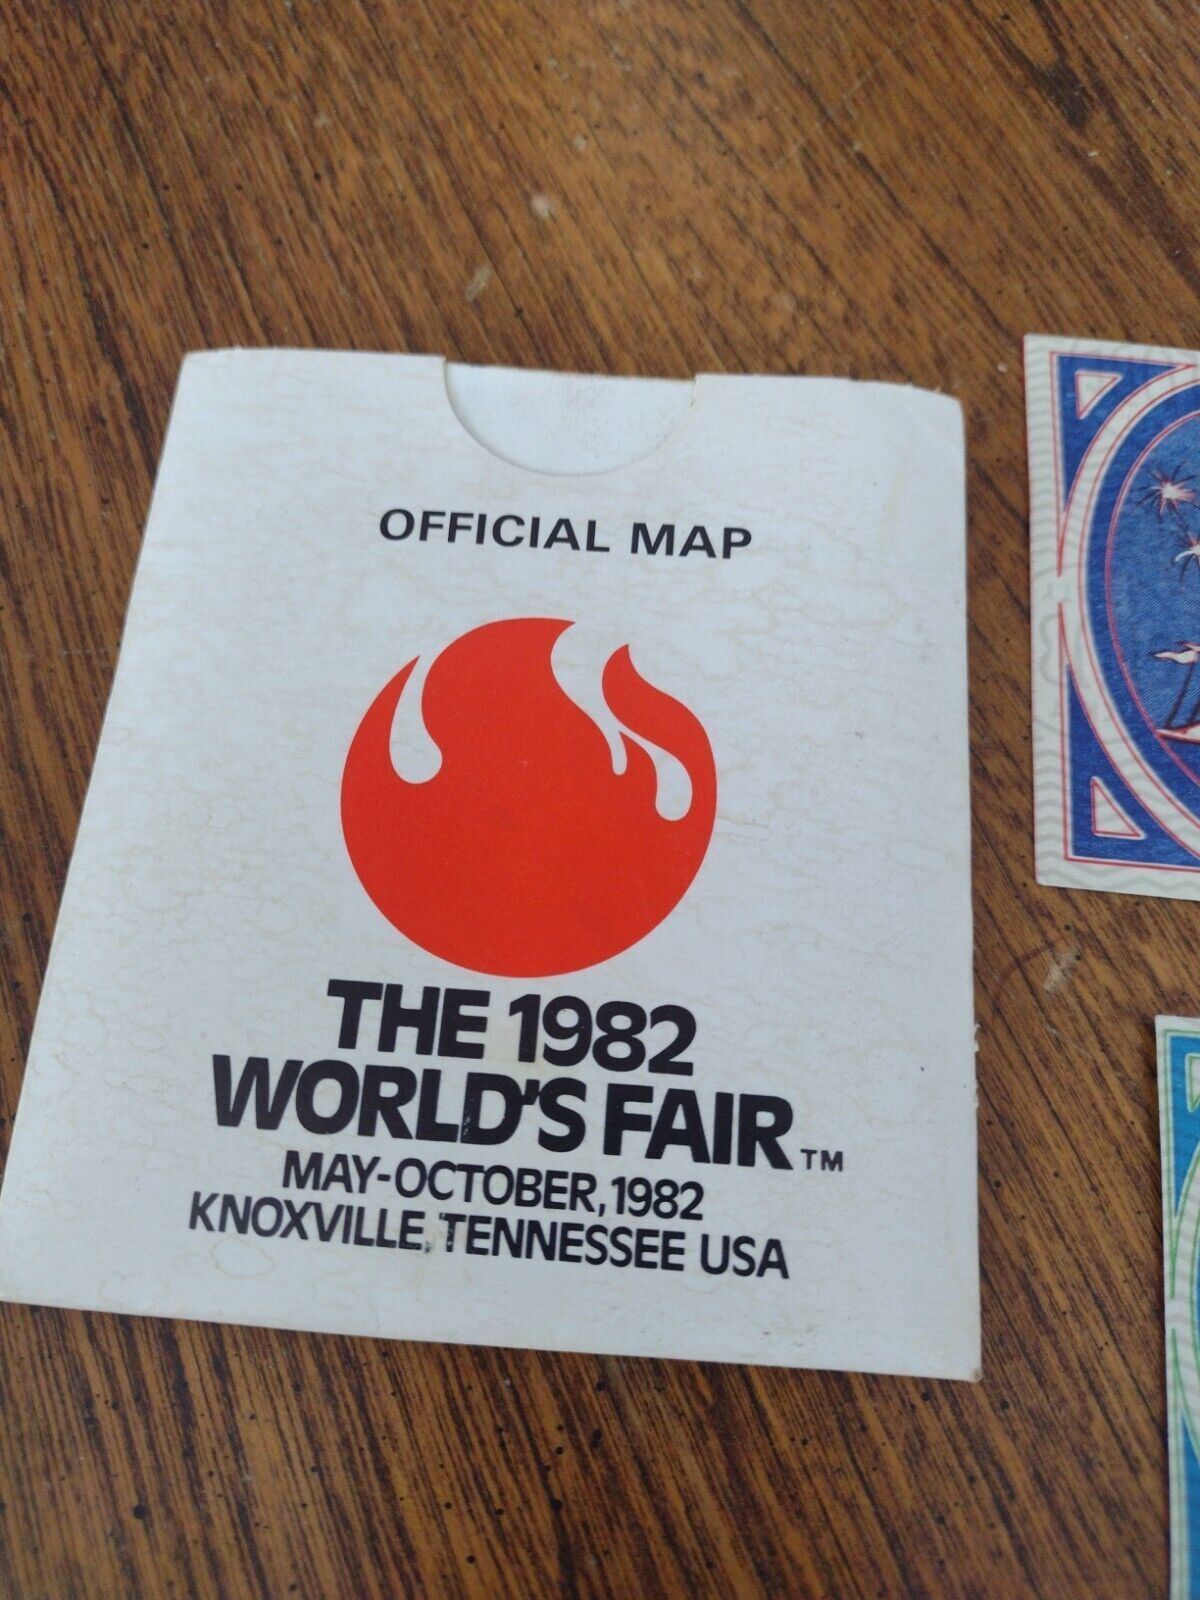 OFFICIAL MAP
THE 1982
WORLD'S FAIR™
MAY-OCTOBER, 1982
KNOXVILLE, TENNESSEE USA